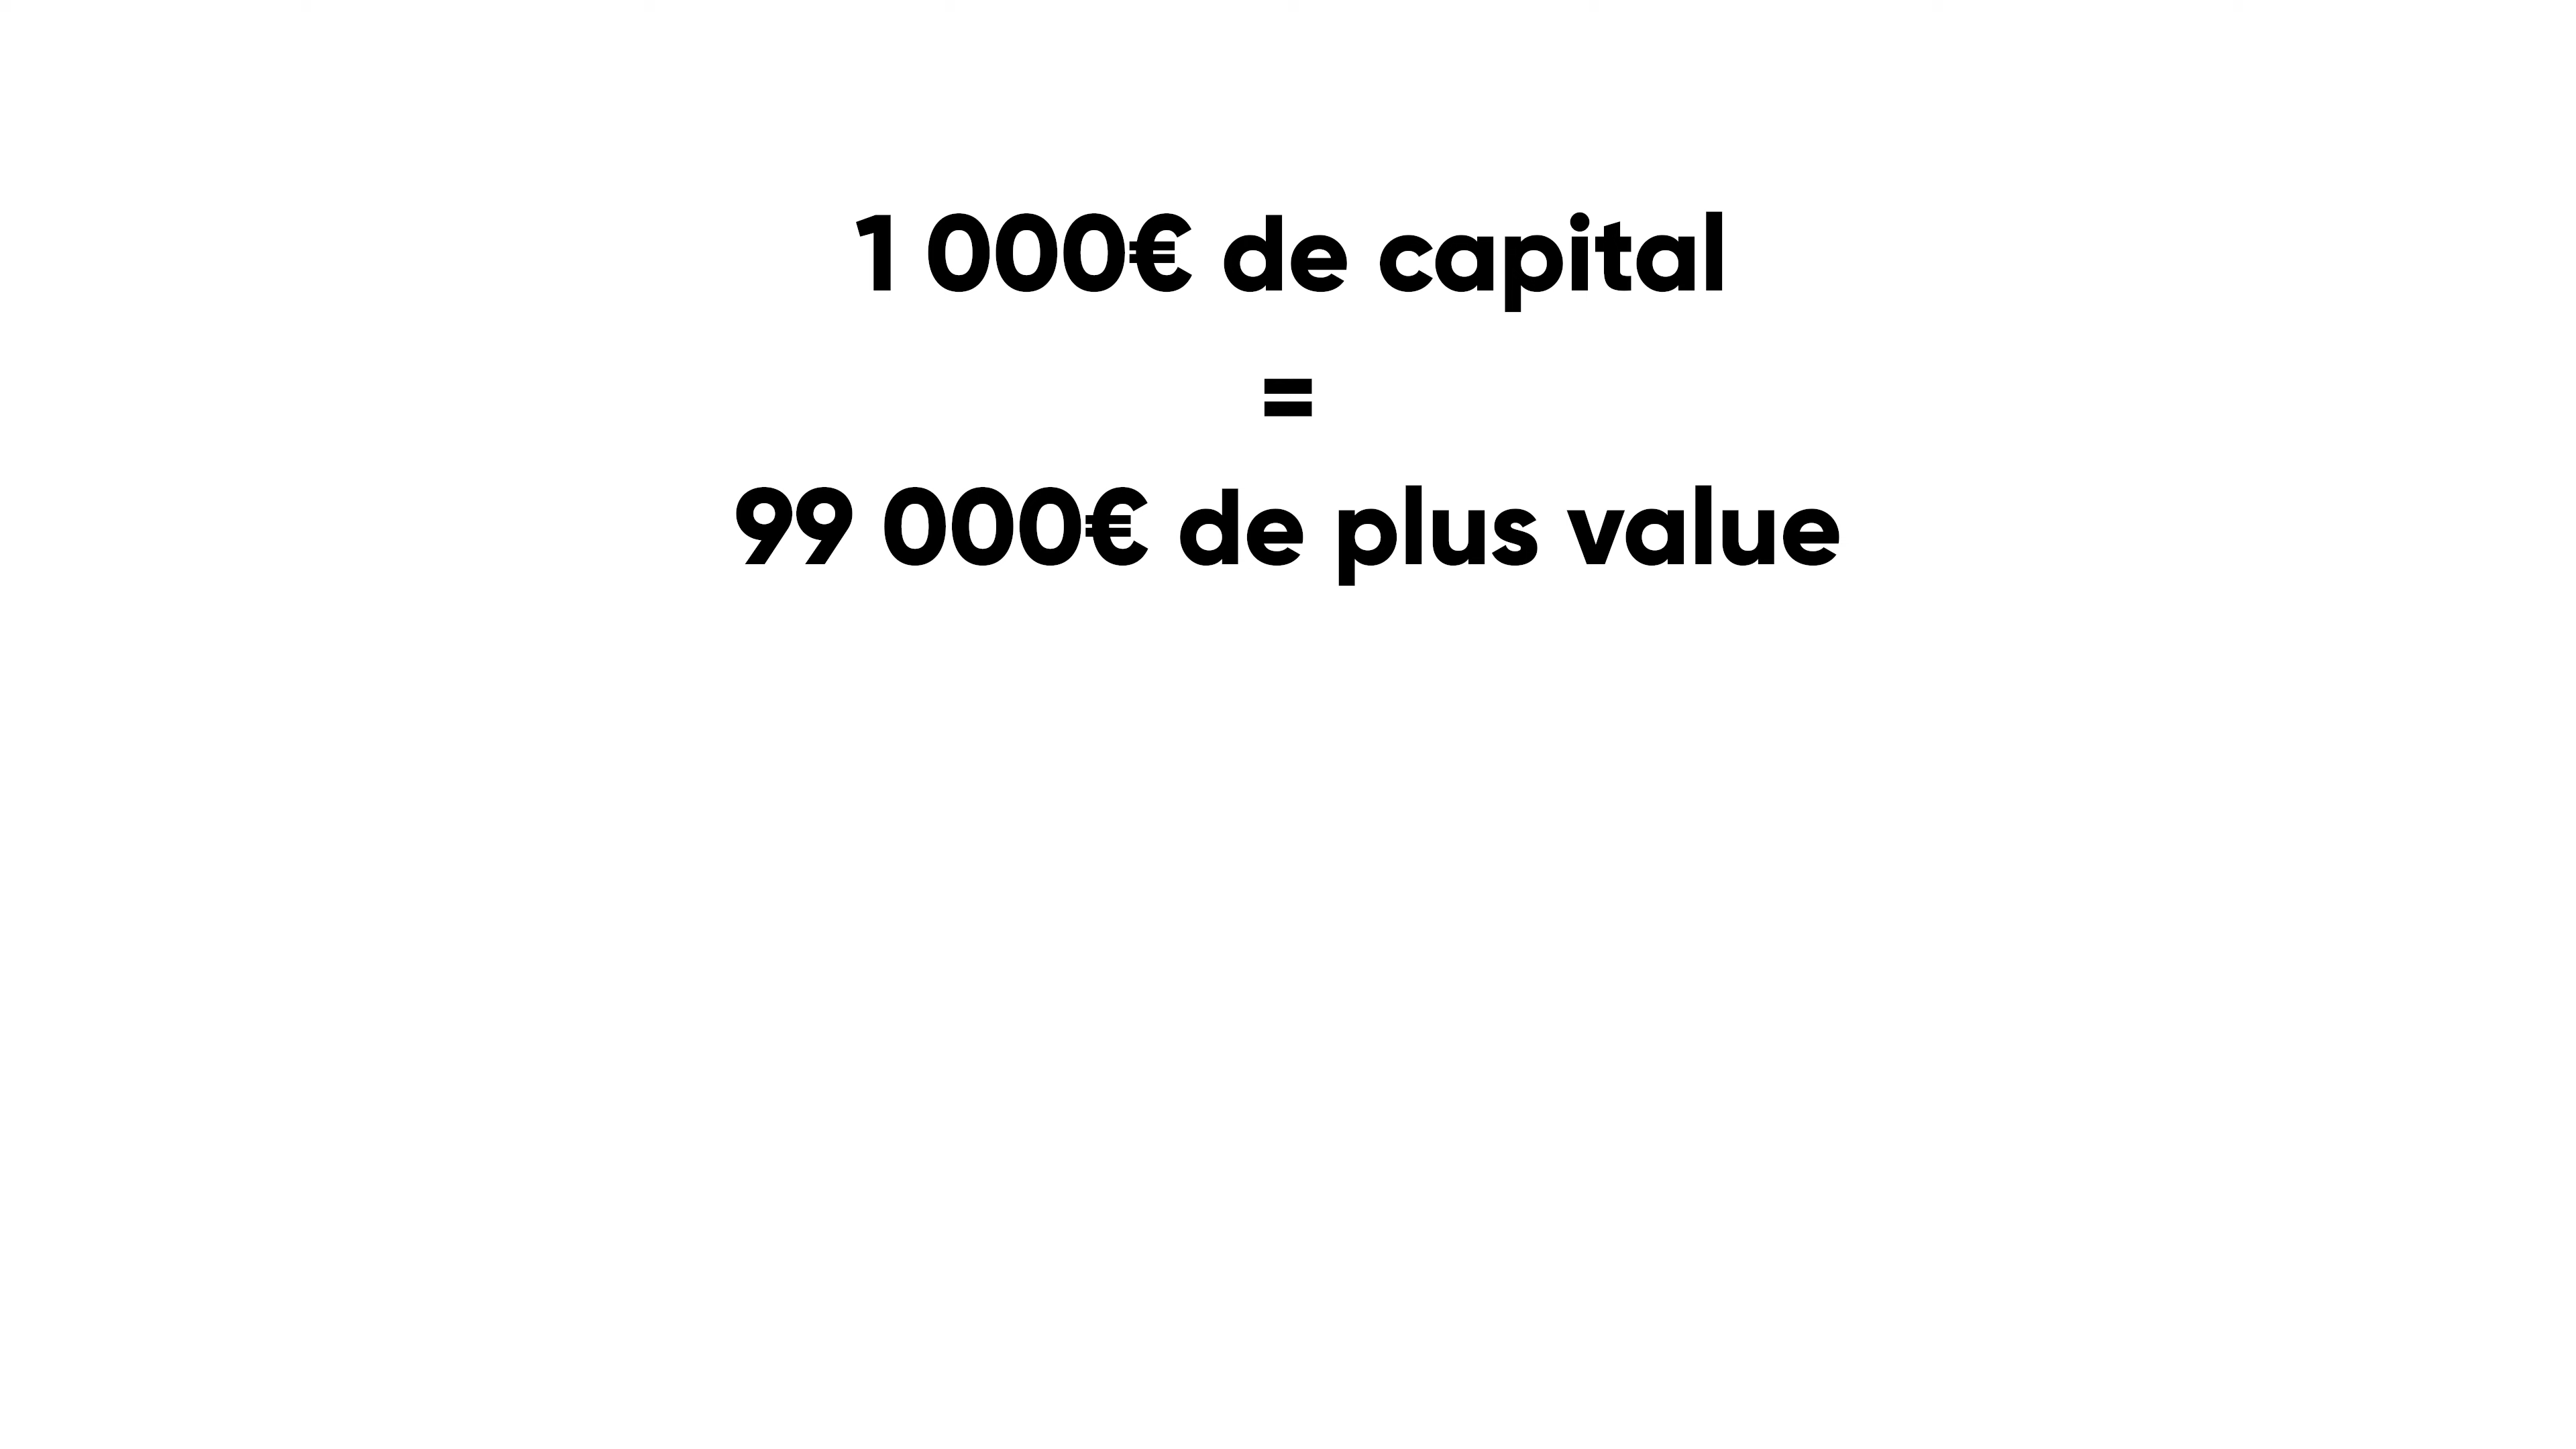 1 000€ de capital
=
99 000€ de plus value